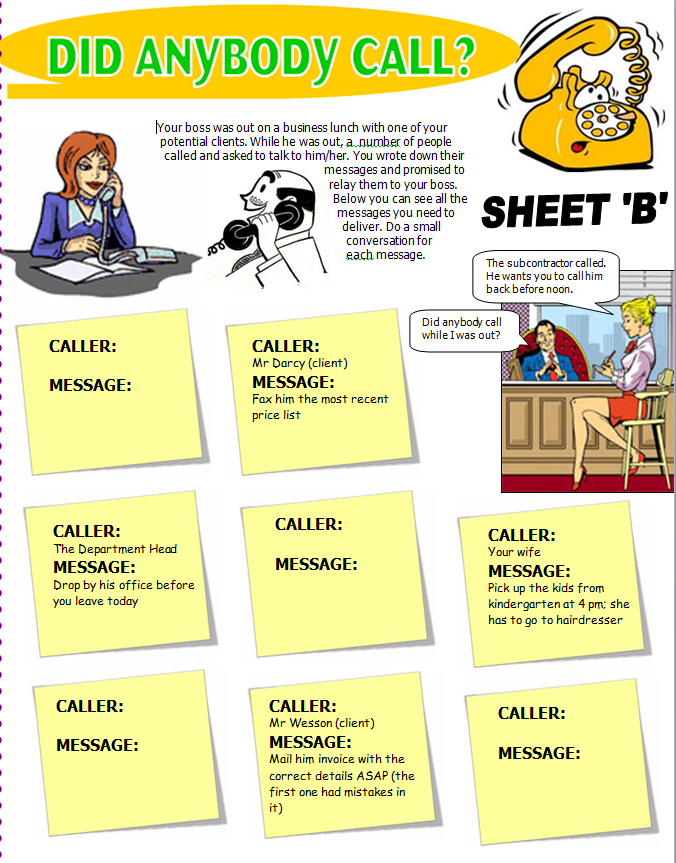 DID ANYBODY CALL?
Your boss was out on a business lunch with one of your
potential clients. While he was out, a number of people
called and asked to talk to him/her. You wrote down their
messages and promised to
relay them to your boss.
Below you can see all the
messages you need to
deliver. Do a small
conversation for
each message.
SHEET 'B'
The subcontractor called.
He wants you to call him
back before noon.
Did anybody call
while I was out?
CALLER:
MESSAGE:
CALLER:
Mr Darcy (client)
MESSAGE:
Fax him the most recent
price list
CALLER:
The Department Head
MESSAGE:
Drop by his office before
you leave today
CALLER:
MESSAGE:
CALLER:
Your wife
MESSAGE:
Pick up the kids from
kindergarten at 4 pm; she
has to go to hairdresser
CALLER:
MESSAGE:
CALLER:
Mr Wesson (client)
MESSAGE:
Mail him invoice with the
correct details ASAP (the
first one had mistakes in
it)
CALLER:
MESSAGE: